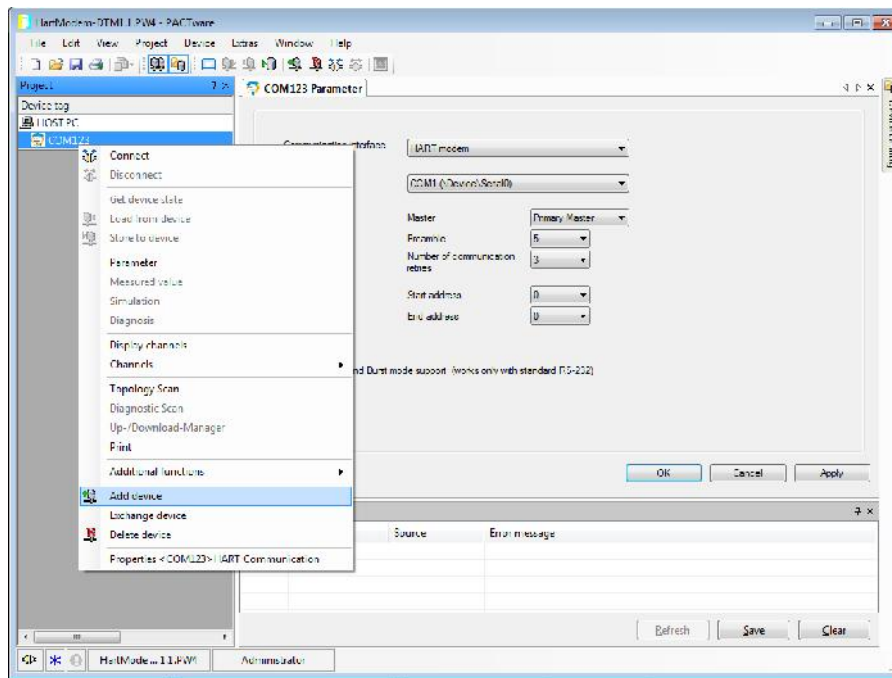 HartModem-DTM1.1.PW4 - PACTware
File Edit View Project Device Extras Window Help
Project
COM123 Parameter
Device tag
HOST PC
COM123
Connect
Disconnect
Get device state
Load from device
Store to device
Parameter
Measured value
Simulation
Diagnosis
Display channels
Channels
Topology Scan
Diagnostic Scan
Up-/Download-Manager
Print
Additional functions
Add device
Exchange device
Delete device
Properties <COM123> HART Communication
Communication interface
HART modem
COM1 (\Device\Serial0)
Master
Primary Master
Preamble
5
Number of communication
retries
3
Start address
0
End address
0
nd Burst mode support (works only with standard RS-232)
OK Cancel Apply
Source Error message
Refresh Save Clear
HartMode... 1.1.PW4 Administrator